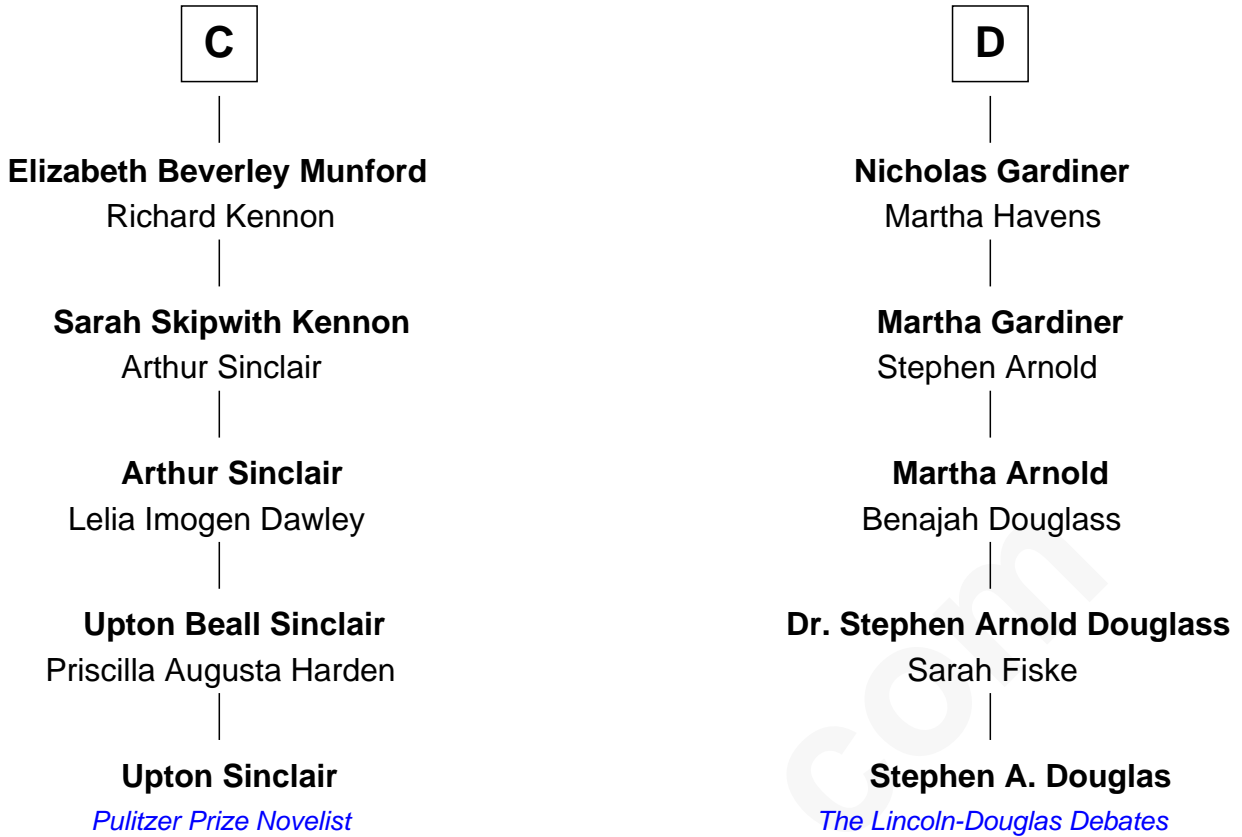 C
Elizabeth Beverley Munford
Richard Kennon
Sarah Skipwith Kennon
Arthur Sinclair
Arthur Sinclair
Lelia Imogen Dawley
Upton Beall Sinclair
Priscilla Augusta Harden
Upton Sinclair
Pulitzer Prize Novelist
D
Nicholas Gardiner
Martha Havens
Martha Gardiner
Stephen Arnold
Martha Arnold
Benajah Douglass
Dr. Stephen Arnold Douglass
Sarah Fiske
Stephen A. Douglas
The Lincoln-Douglas Debates
com